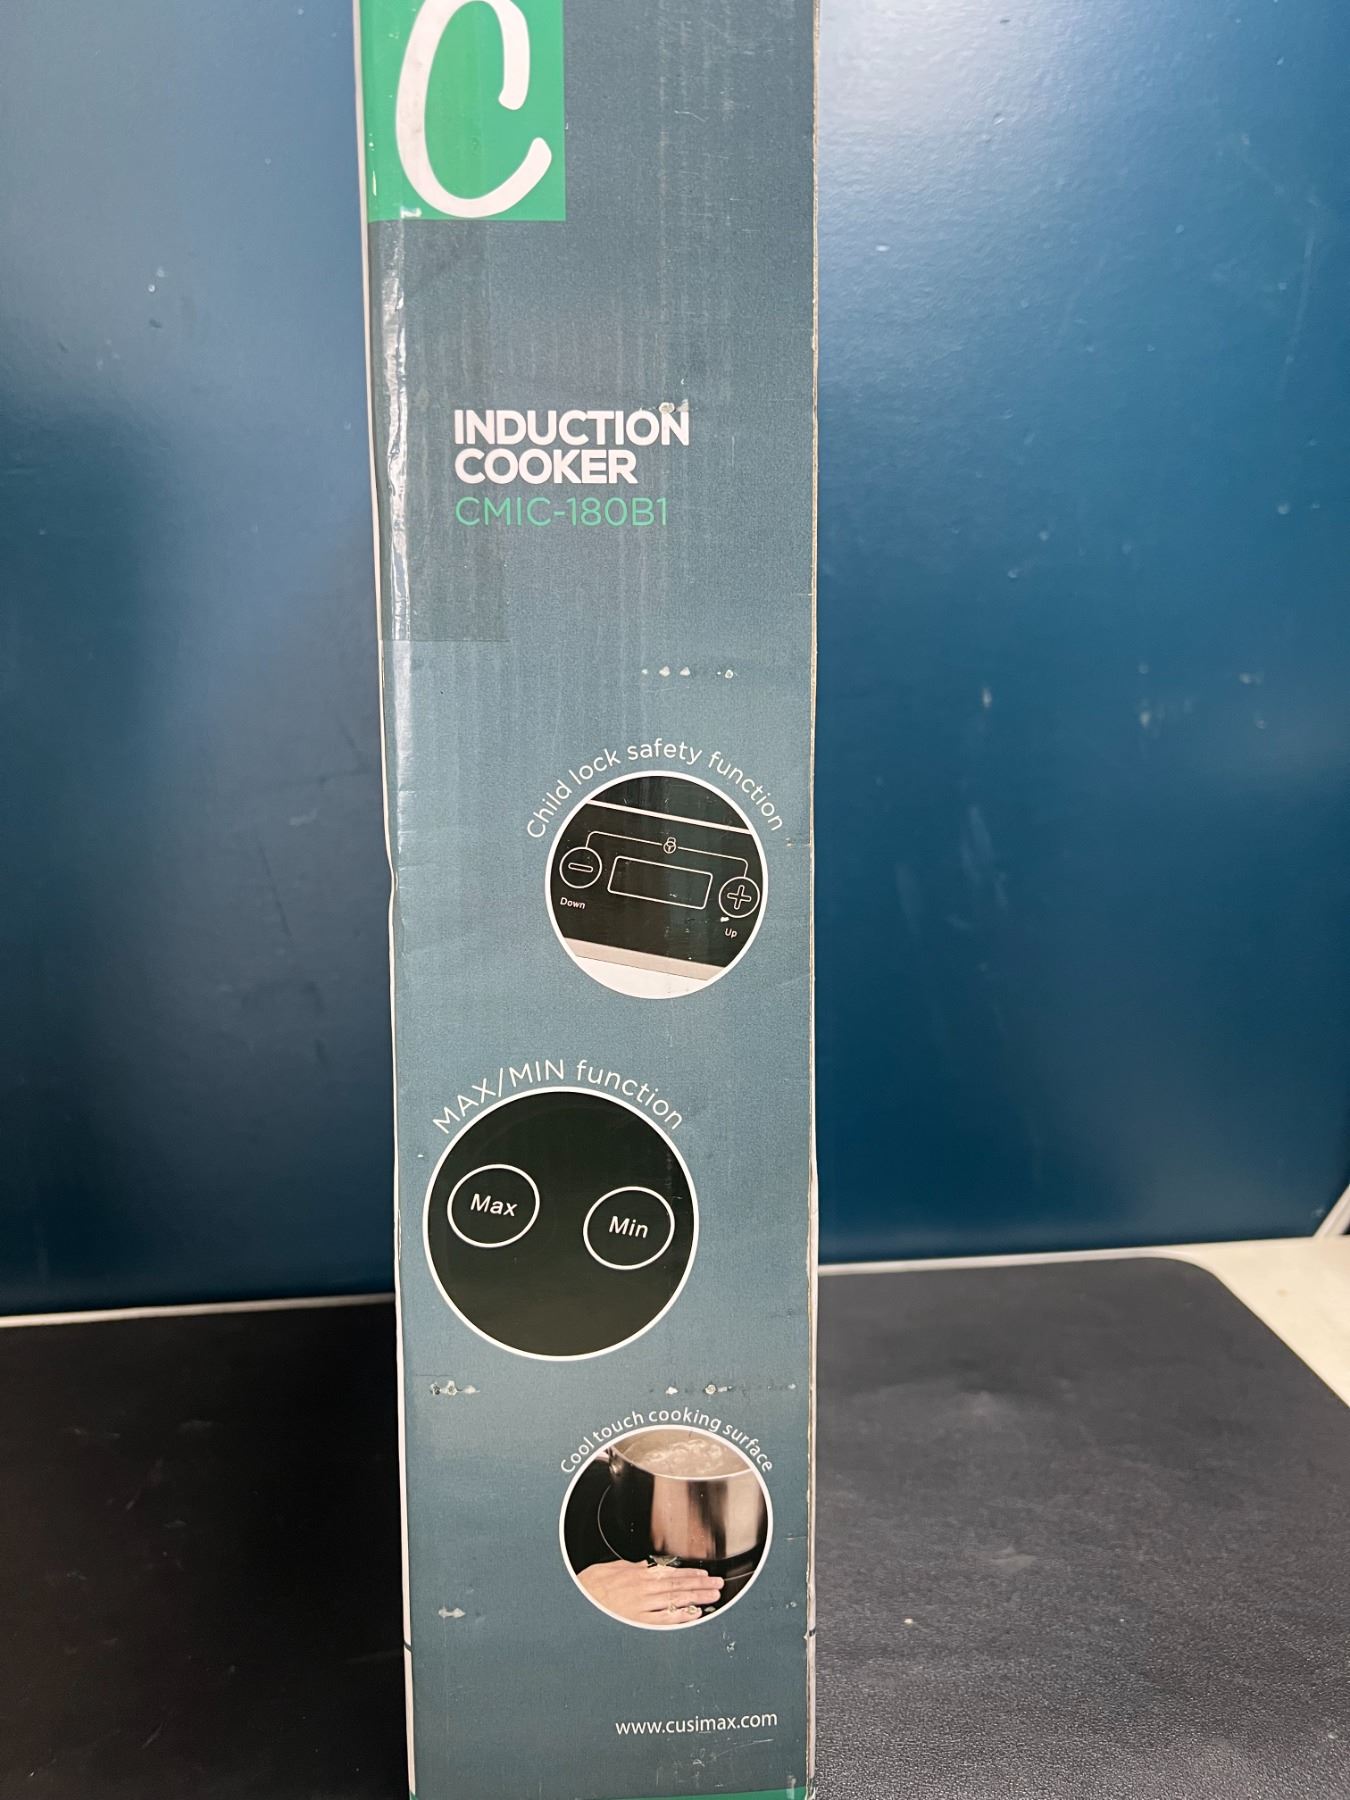 C
INDUCTION
COOKER
CMIC-180B1
Child lock safety function
Down
Up
MAX/MIN function
Max
Min
Cool touch cooking surface
www.cusimax.com